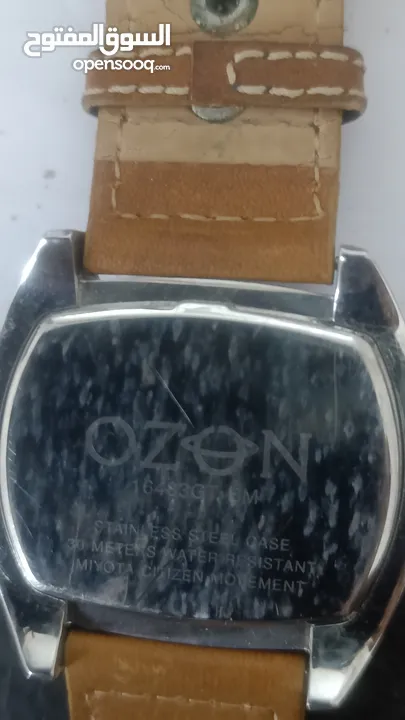 السوق المفتوح
opensooq.com
OZON
STAINLESS STEEL CASE
30 METERS WATER RESISTANT
MIYOTA CITIZEN MOVEMENT